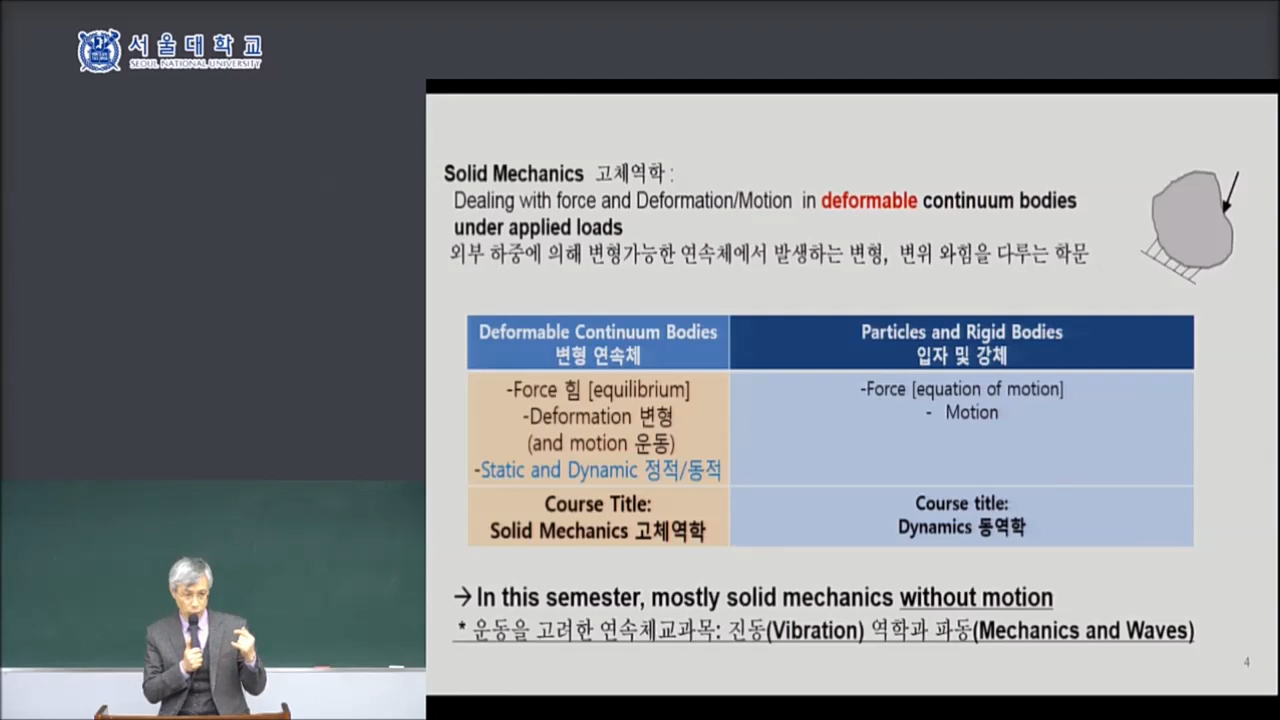 서울대학교
SEOUL NATIONAL UNIVERSITY
Solid Mechanics 고체역학 :
Dealing with force and Deformation/Motion in deformable continuum bodies
under applied loads
외부 하중에 의해 변형가능한 연속체에서 발생하는 변형, 변위 와힘을 다루는 학문
Deformable Continuum Bodies
변형 연속체
Particles and Rigid Bodies
입자 및 강체
-Force 힘 [equilibrium]
-Deformation 변형
(and motion 운동)
-Static and Dynamic 정적/동적
-Force [equation of motion]
- Motion
Course Title:
Solid Mechanics 고체역학
Course title:
Dynamics 동역학
→In this semester, mostly solid mechanics without motion
* 운동을 고려한 연속체교과목: 진동(Vibration) 역학과 파동(Mechanics and Waves)
4